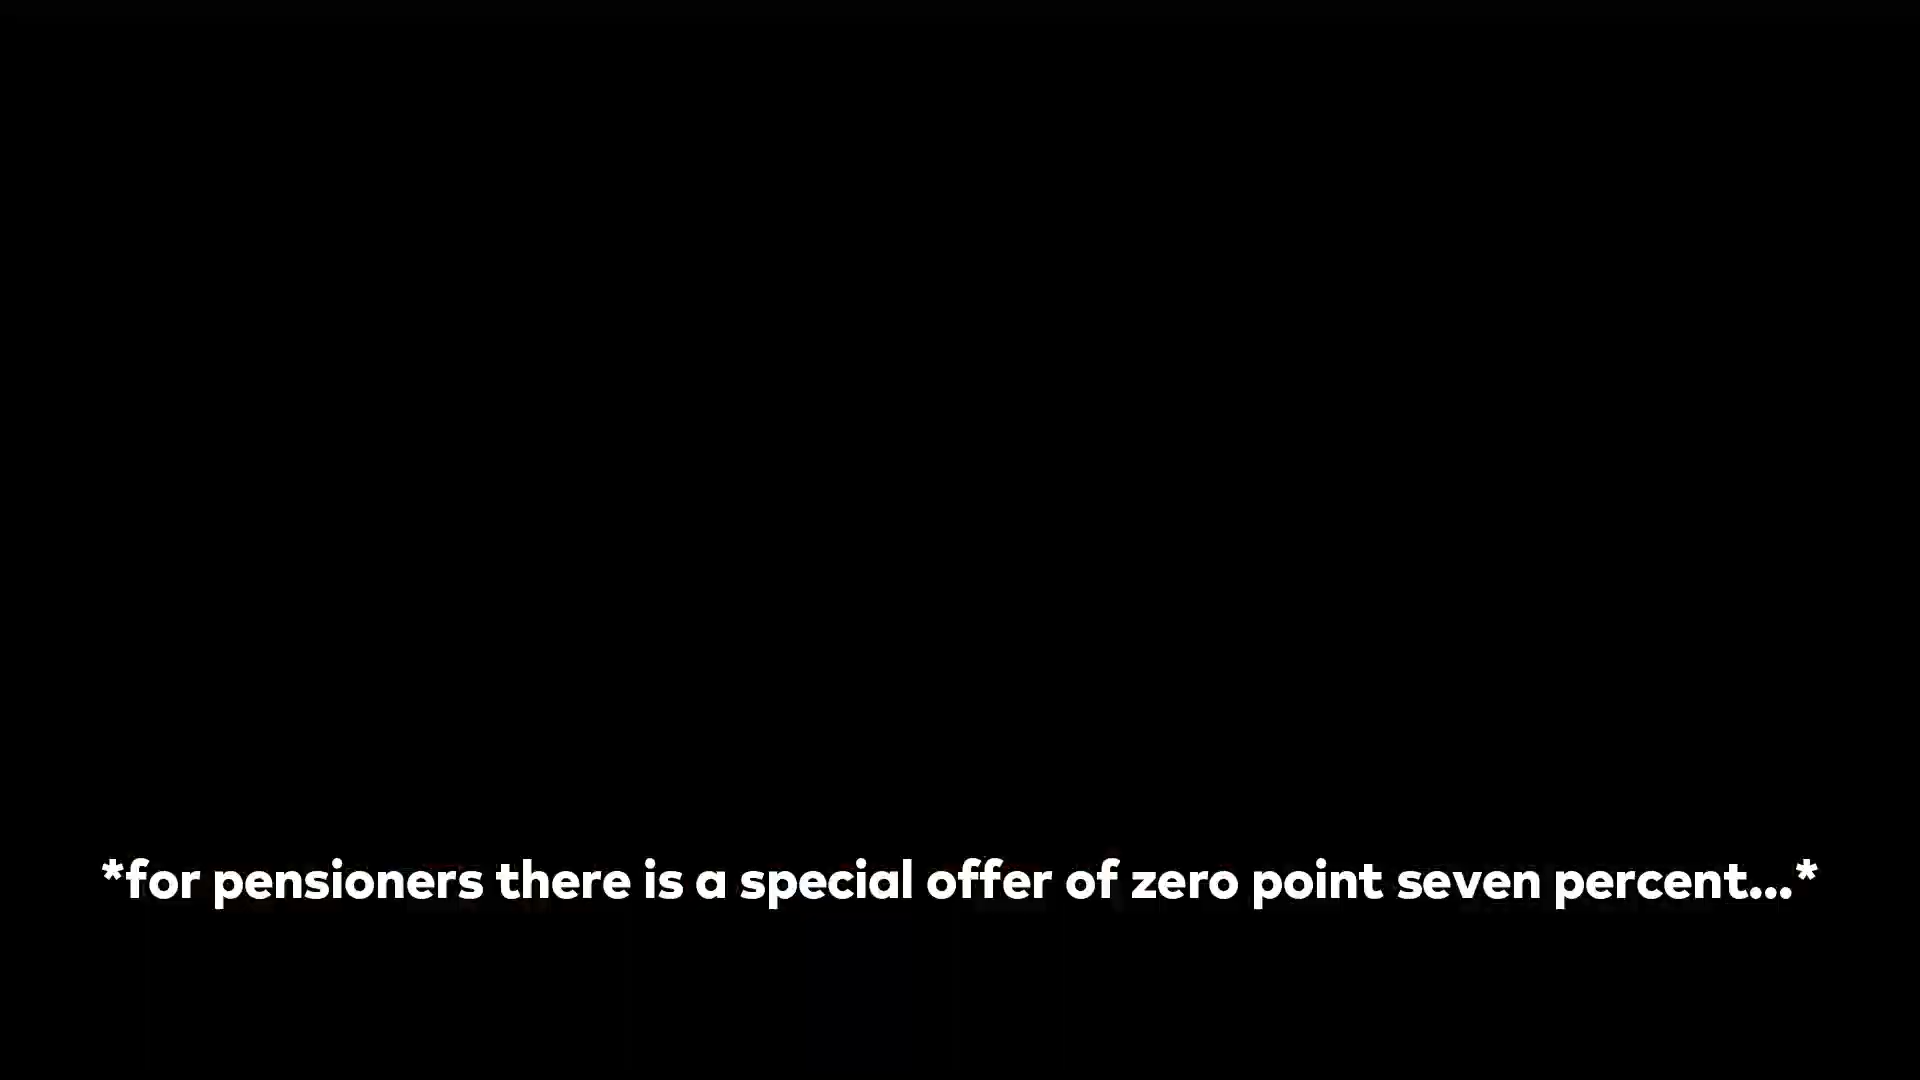 *for pensioners there is a special offer of zero point seven percent...*